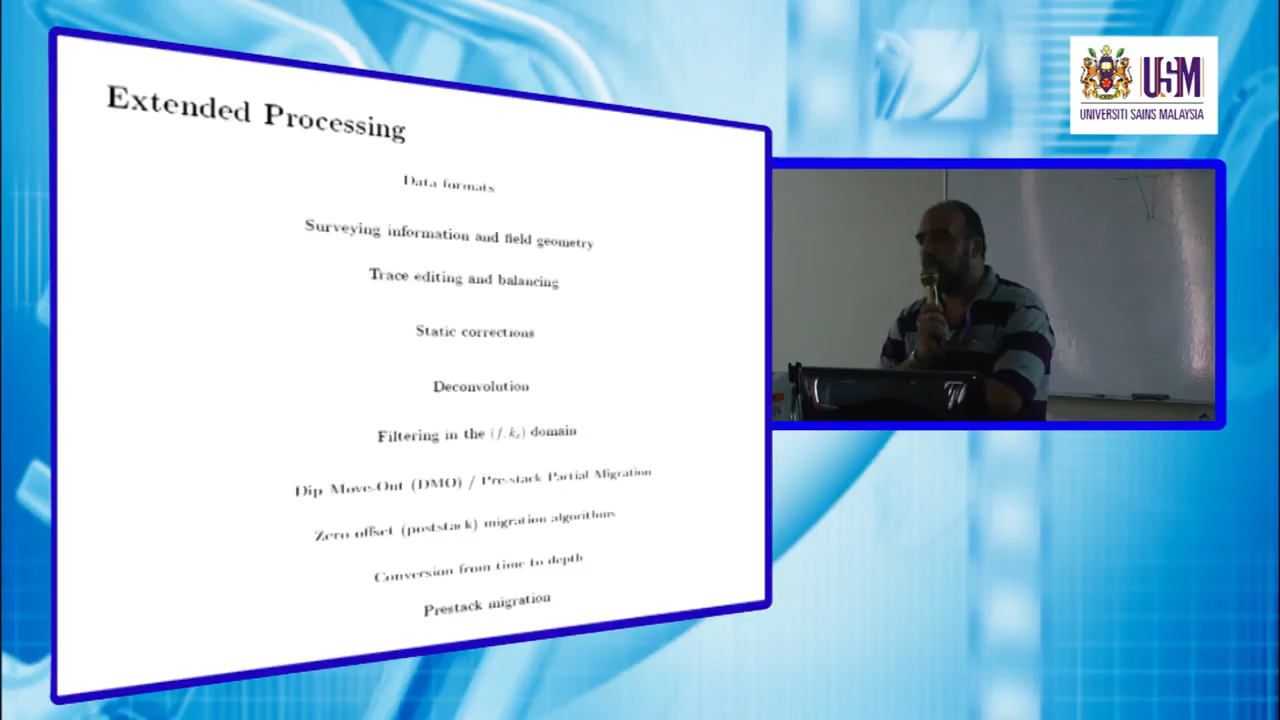 Extended Processing
Data formats
Surveying information and field geometry
Trace editing and balancing
Static corrections
Deconvolution
Filtering in the (f, kx) domain
Dip Move-Out (DMO) / Pre-stack Partial Migration
Zero offset (poststack) migration algorithms
Conversion from time to depth
Prestack migration
USM
UNIVERSITI SAINS MALAYSIA